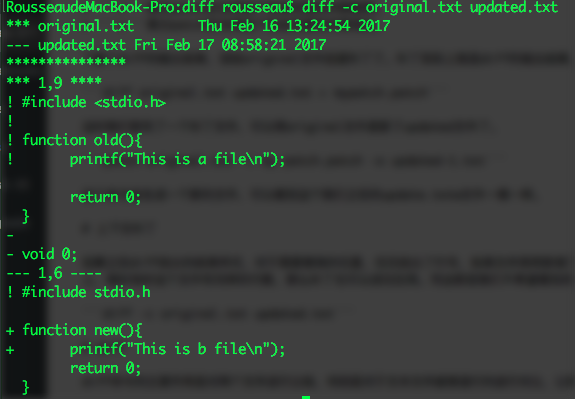 RousseaudeMacBook-Pro:diff rousseau$ diff -c original.txt updated.txt
*** original.txt        Thu Feb 16 13:24:54 2017
--- updated.txt Fri Feb 17 08:58:21 2017
***************
*** 1,9 ****
! #include <stdio.h>
!
! function old(){
!       printf("This is a file\n");

        return 0;
  }
-
- void 0;
--- 1,6 ----
! #include stdio.h

+ function new(){
+       printf("This is b file\n");
        return 0;
  }